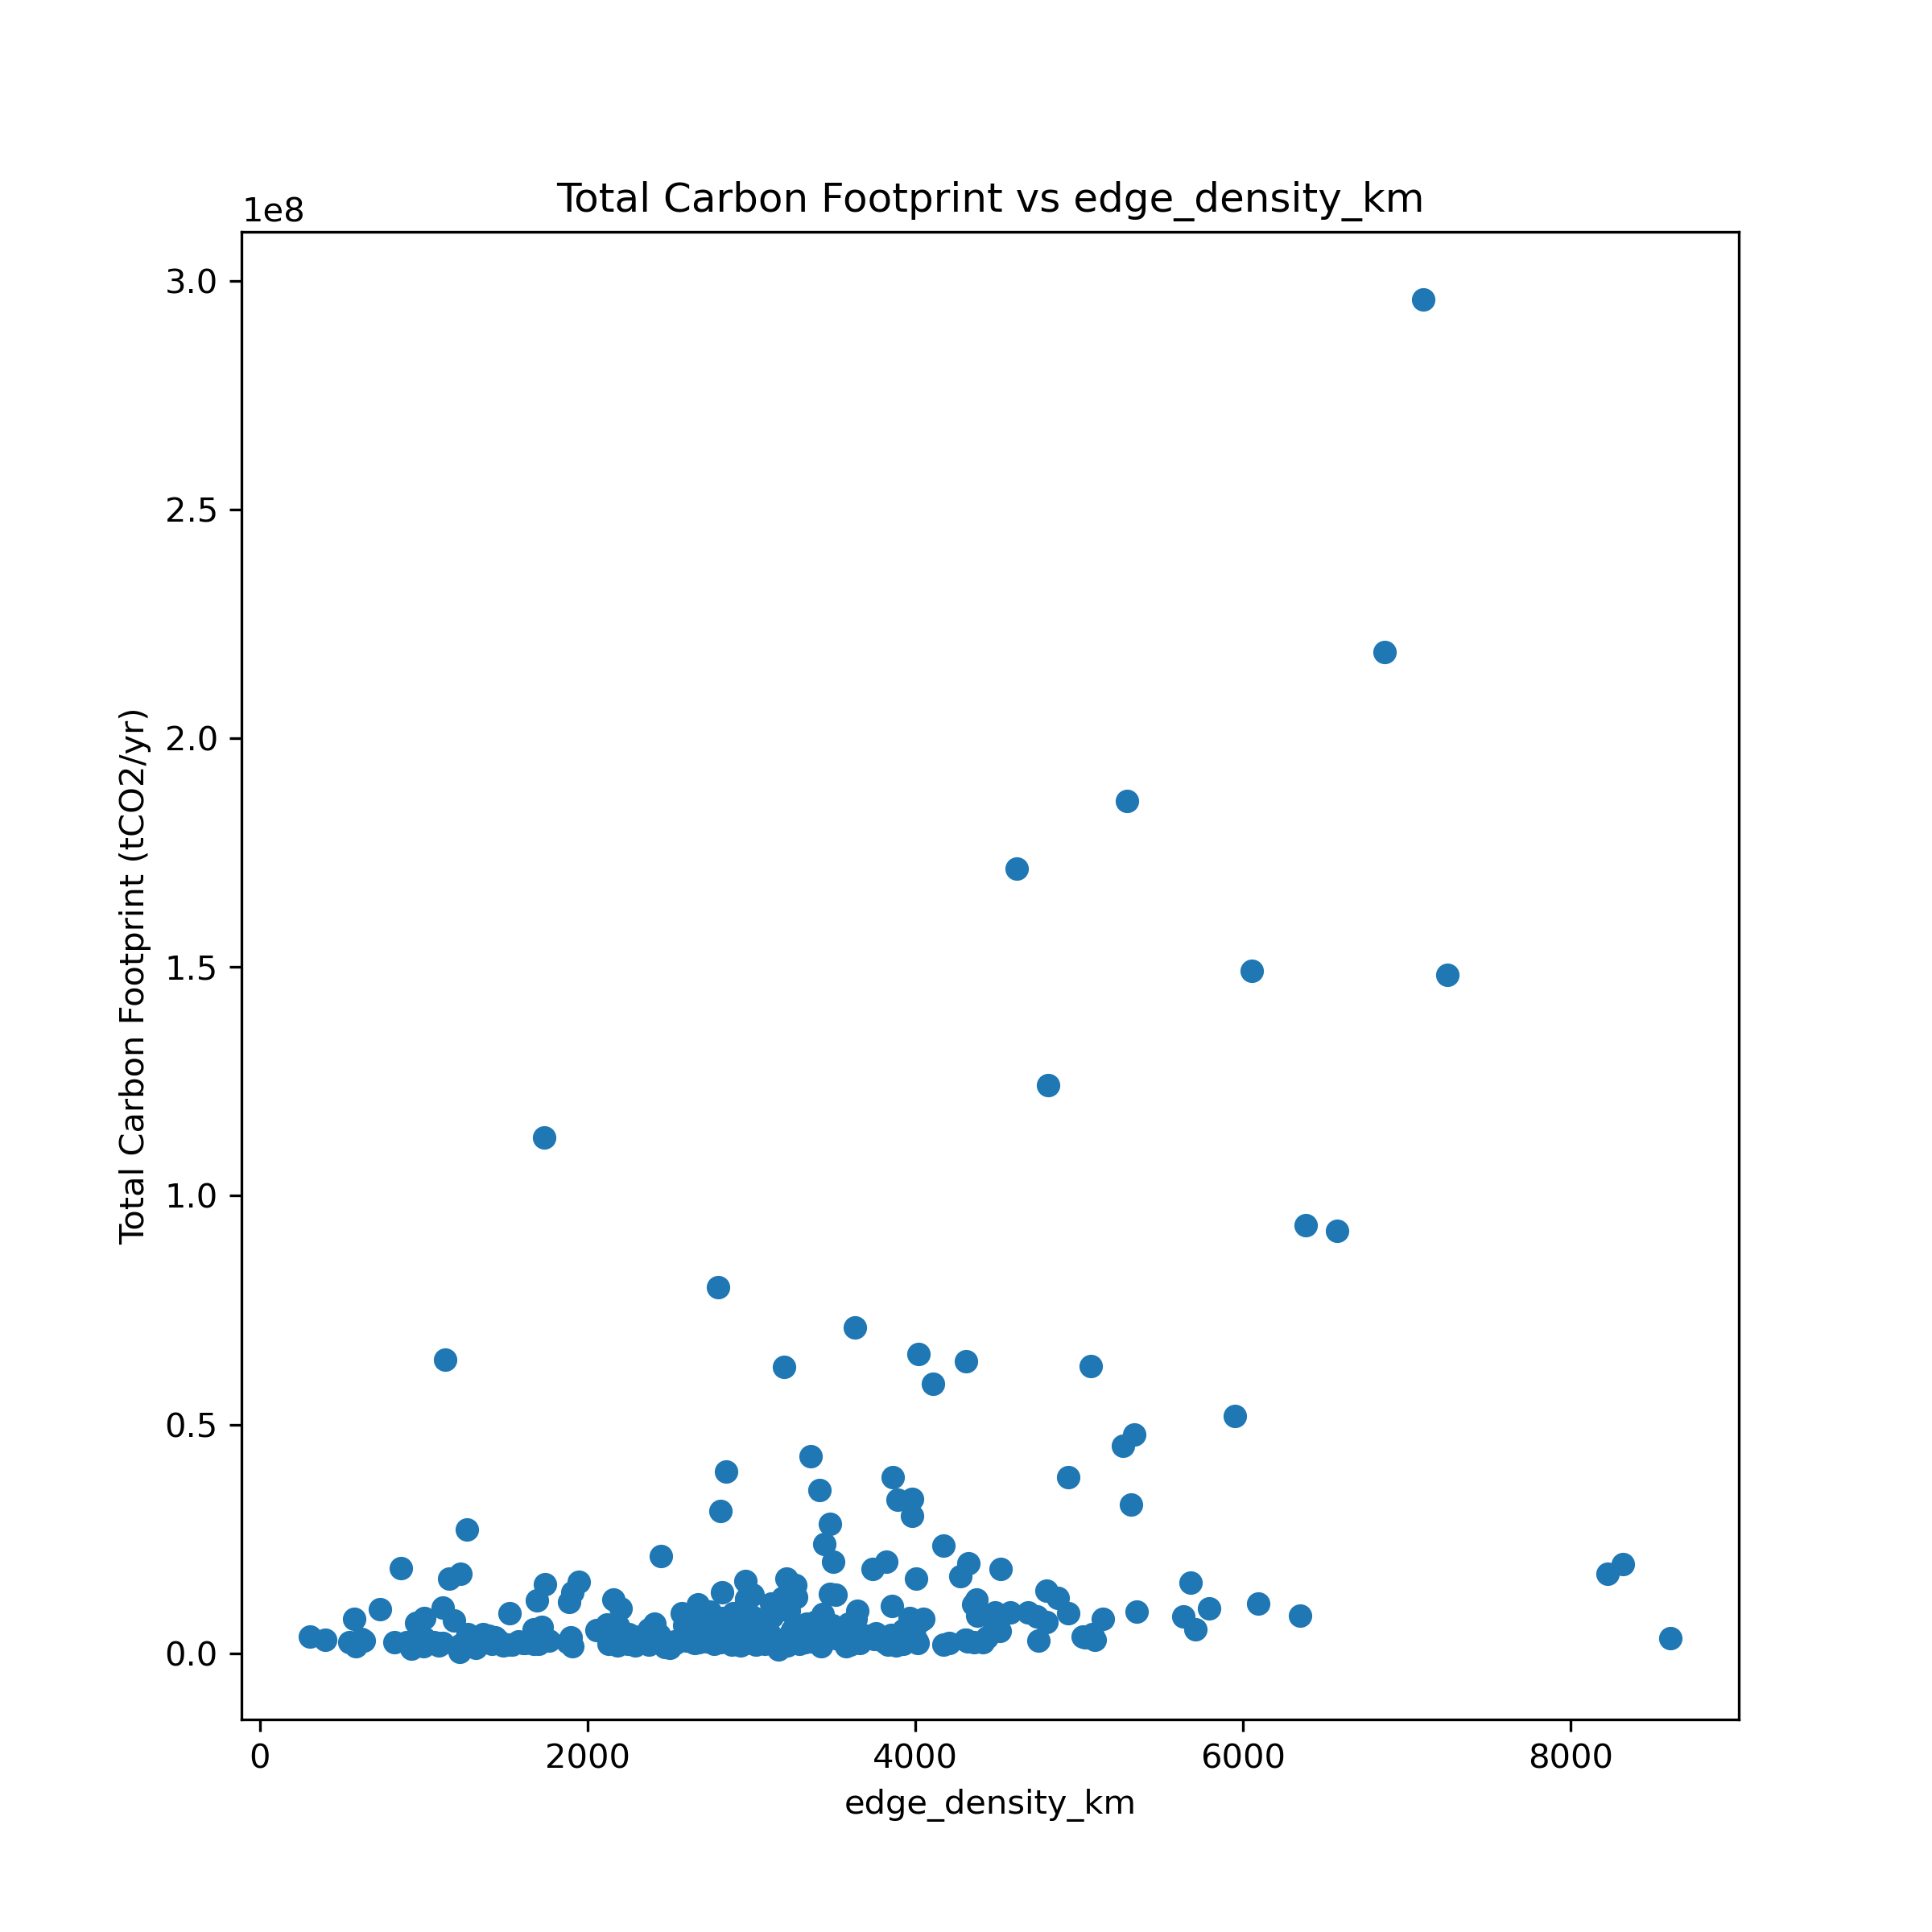 Total Carbon Footprint vs edge_density_km
1e8
3.0
2.5
2.0
1.5
1.0
0.5
0.0
Total Carbon Footprint (tCO2/yr)
0 2000 4000 6000 8000
edge_density_km